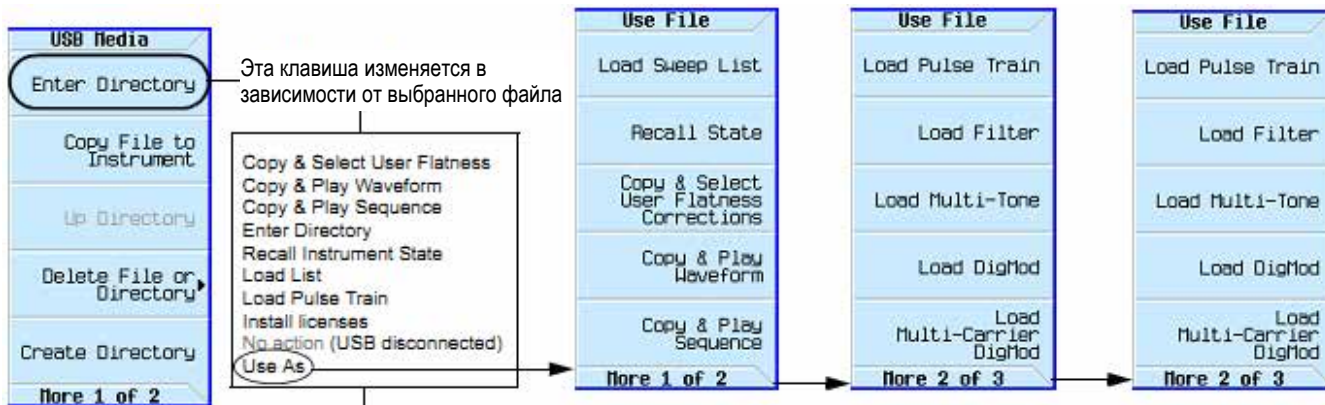 USB Media
Enter Directory
Copy File to
Instrument
Up Directory
Delete File or
Directory
Create Directory
More 1 of 2
Эта клавиша изменяется в
зависимости от выбранного файла
Copy & Select User Flatness
Copy & Play Waveform
Copy & Play Sequence
Enter Directory
Recall Instrument State
Load List
Load Pulse Train
Install licenses
No action (USB disconnected)
Use As
Use File
Load Sweep List
Recall State
Copy & Select
User Flatness
Corrections
Copy & Play
Waveform
Copy & Play
Sequence
More 1 of 2
Use File
Load Pulse Train
Load Filter
Load Multi-Tone
Load DigMod
Load
Multi-Carrier
DigMod
More 2 of 3
Use File
Load Pulse Train
Load Filter
Load Multi-Tone
Load DigMod
Load
Multi-Carrier
DigMod
More 2 of 3